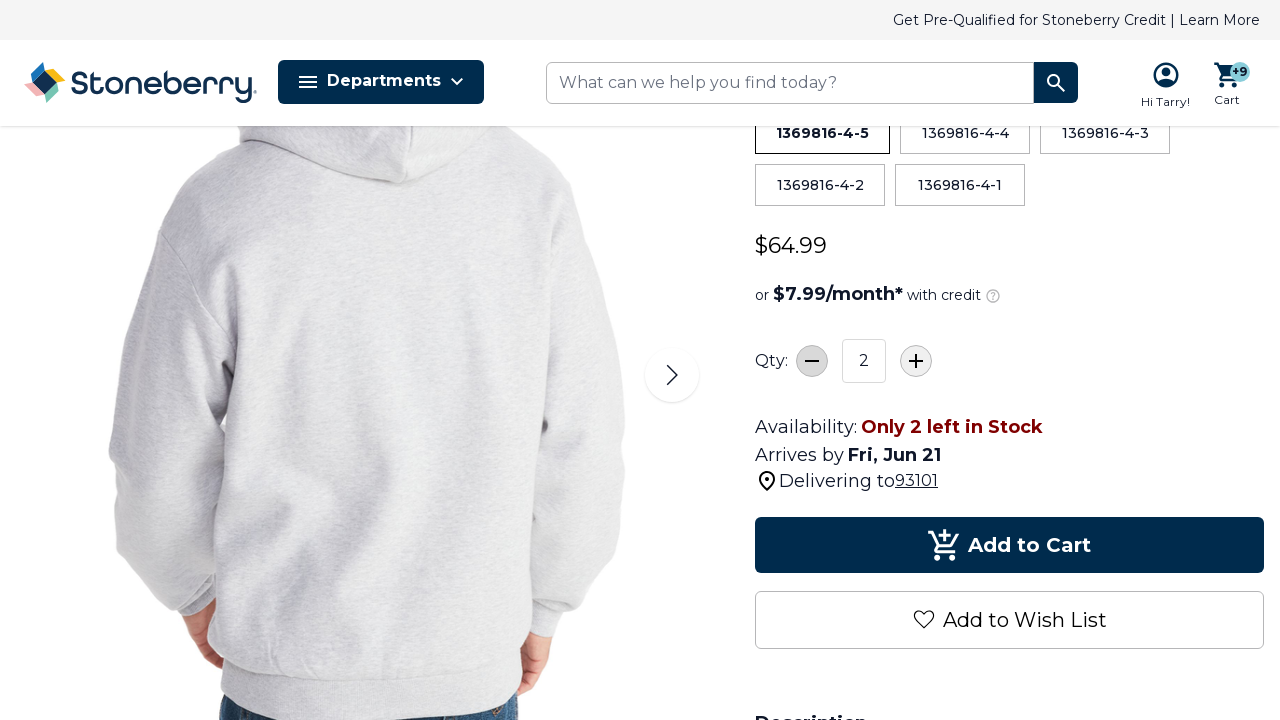 Get Pre-Qualified for Stoneberry Credit | Learn More
Stoneberry
Departments
What can we help you find today?
Hi Tarry!
+9
Cart
1369816-4-5
1369816-4-4
1369816-4-3
1369816-4-2
1369816-4-1
$64.99
or $7.99/month* with credit
Qty:
2
Availability: Only 2 left in Stock
Arrives by Fri, Jun 21
Delivering to 93101
Add to Cart
Add to Wish List
Description